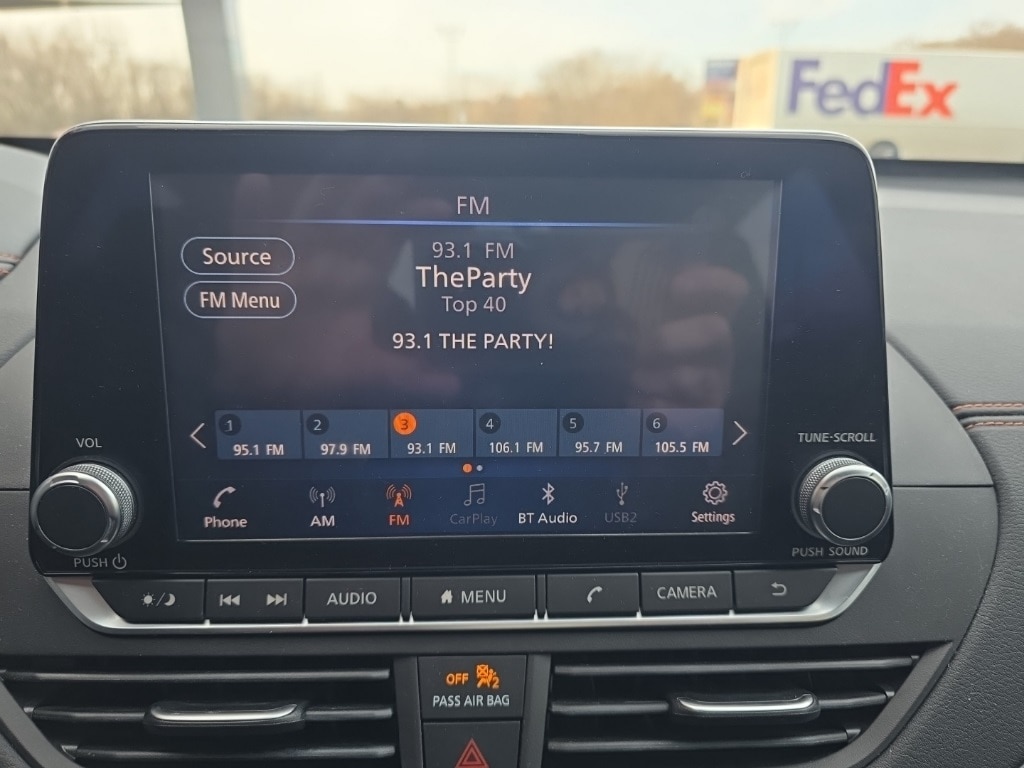 FedEx
FM
Source
FM Menu
93.1 FM
TheParty
Top 40
93.1 THE PARTY!
1 2 3 4 5 6
95.1 FM 97.9 FM 93.1 FM 106.1 FM 95.7 FM 105.5 FM
Phone AM FM CarPlay BT Audio USB2 Settings
VOL
PUSH
TUNE·SCROLL
PUSH SOUND
AUDIO MENU CAMERA
OFF 2
PASS AIR BAG